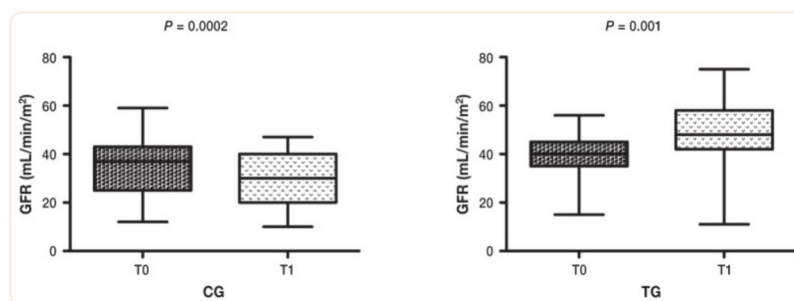 P = 0.0002
80
60
40
20
0
GFR (mL/min/m²)
T0
T1
CG
P = 0.001
80
60
40
20
0
GFR (mL/min/m²)
T0
T1
TG